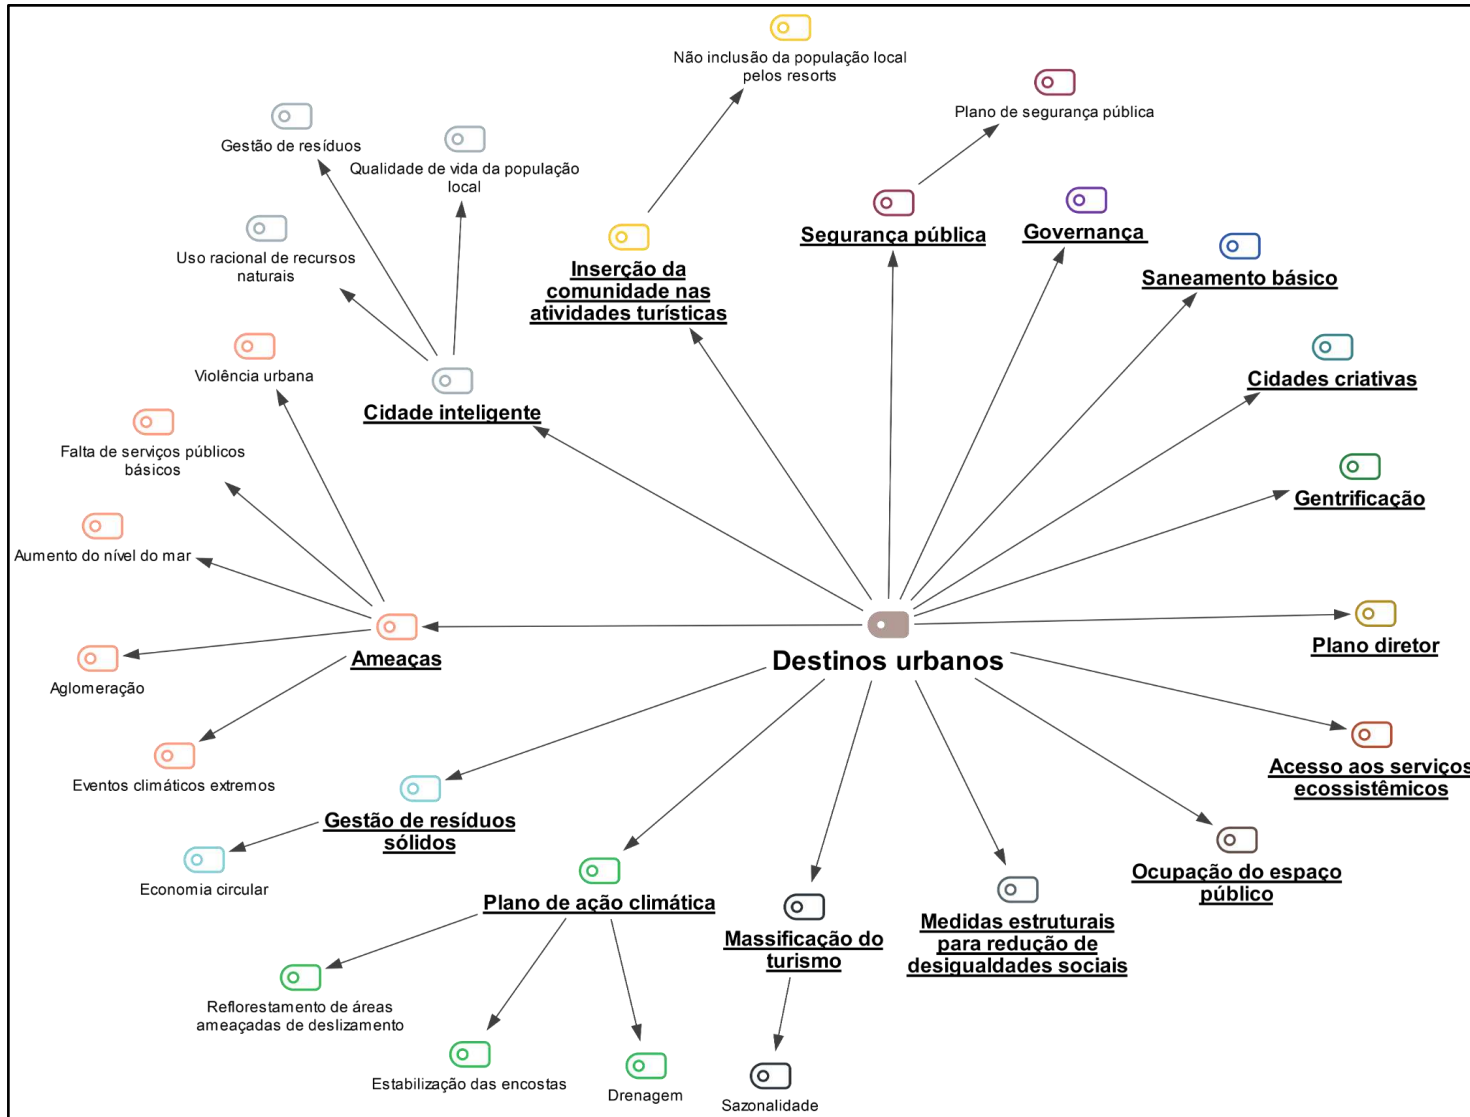 Não inclusão da população local
pelos resorts
Plano de segurança pública
Gestão de resíduos
Qualidade de vida da população
local
Segurança pública
Governança
Uso racional de recursos
naturais
Inserção da
comunidade nas
atividades turísticas
Saneamento básico
Violência urbana
Cidade inteligente
Cidades criativas
Falta de serviços públicos
básicos
Gentrificação
Aumento do nível do mar
Ameaças
Destinos urbanos
Plano diretor
Aglomeração
Eventos climáticos extremos
Acesso aos serviços
ecossistêmicos
Gestão de resíduos
sólidos
Economia circular
Ocupação do espaço
público
Plano de ação climática
Massificação do
turismo
Medidas estruturais
para redução de
desigualdades sociais
Reflorestamento de áreas
ameaçadas de deslizamento
Estabilização das encostas
Drenagem
Sazonalidade